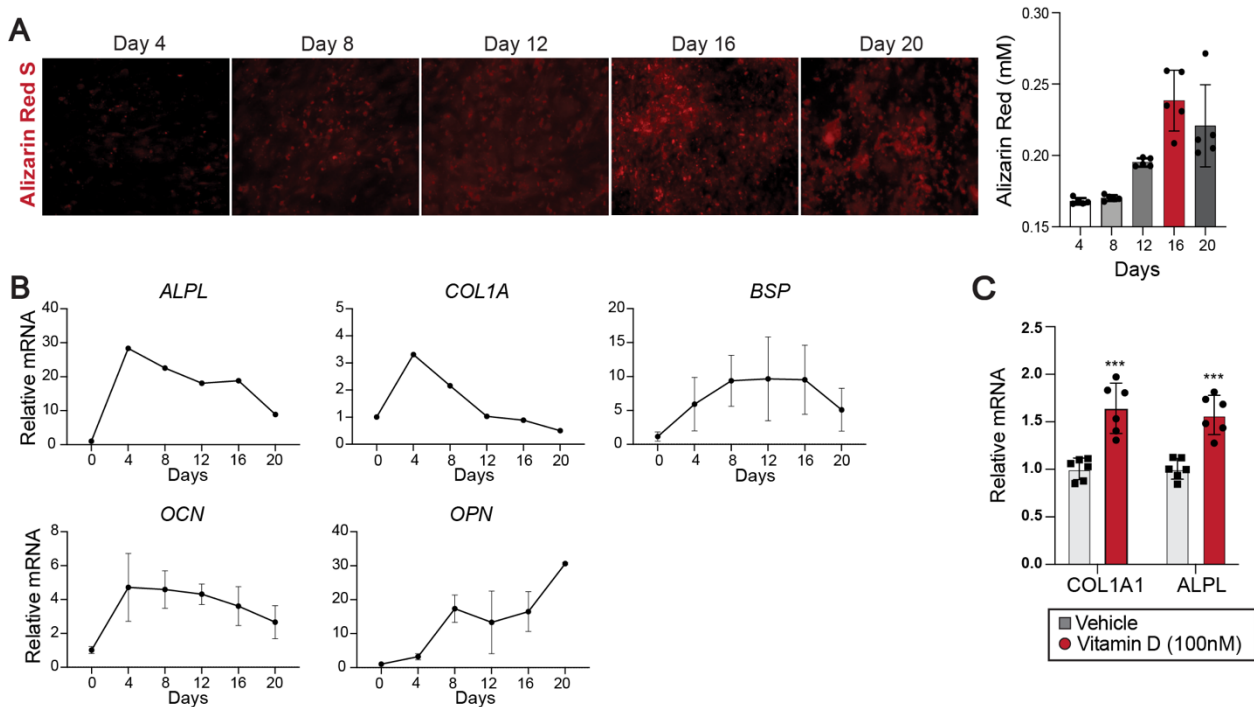 A
Alizarin Red S
Day 4
Day 8
Day 12
Day 16
Day 20
Alizarin Red (mM)
0.30
0.25
0.20
0.15
4 8 12 16 20
Days
B
ALPL
Relative mRNA
40
30
20
10
0
0 4 8 12 16 20
Days
COL1A
5
4
3
2
1
0
0 4 8 12 16 20
Days
BSP
20
15
10
5
0
0 4 8 12 16 20
Days
OCN
Relative mRNA
8
6
4
2
0
0 4 8 12 16 20
Days
OPN
40
30
20
10
0
0 4 8 12 16 20
Days
C
Relative mRNA
2.5
2.0
1.5
1.0
0.5
0.0
***
***
COL1A1 ALPL
Vehicle
Vitamin D (100nM)